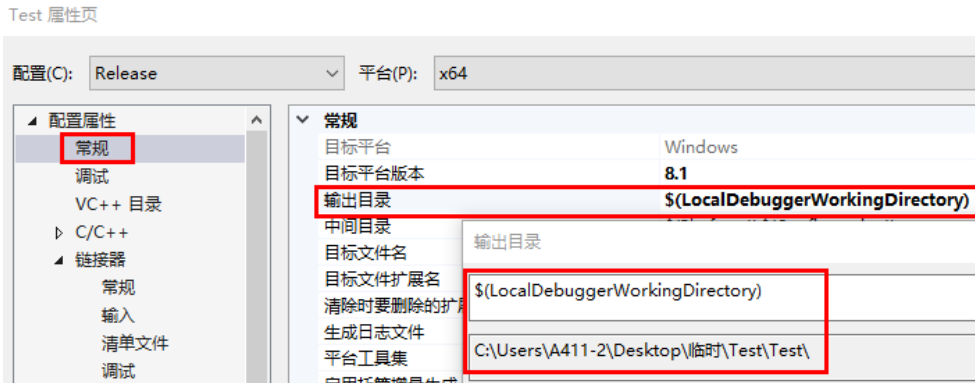 Test 属性页
配置(C): Release 平台(P): x64
配置属性
常规
调试
VC++ 目录
C/C++
链接器
常规
输入
清单文件
调试
常规
目标平台 Windows
目标平台版本 8.1
输出目录 $(LocalDebuggerWorkingDirectory)
中间目录
目标文件名
目标文件扩展名
清除时要删除的扩
生成日志文件
平台工具集
输出目录
$(LocalDebuggerWorkingDirectory)
C:\Users\A411-2\Desktop\临时\Test\Test\